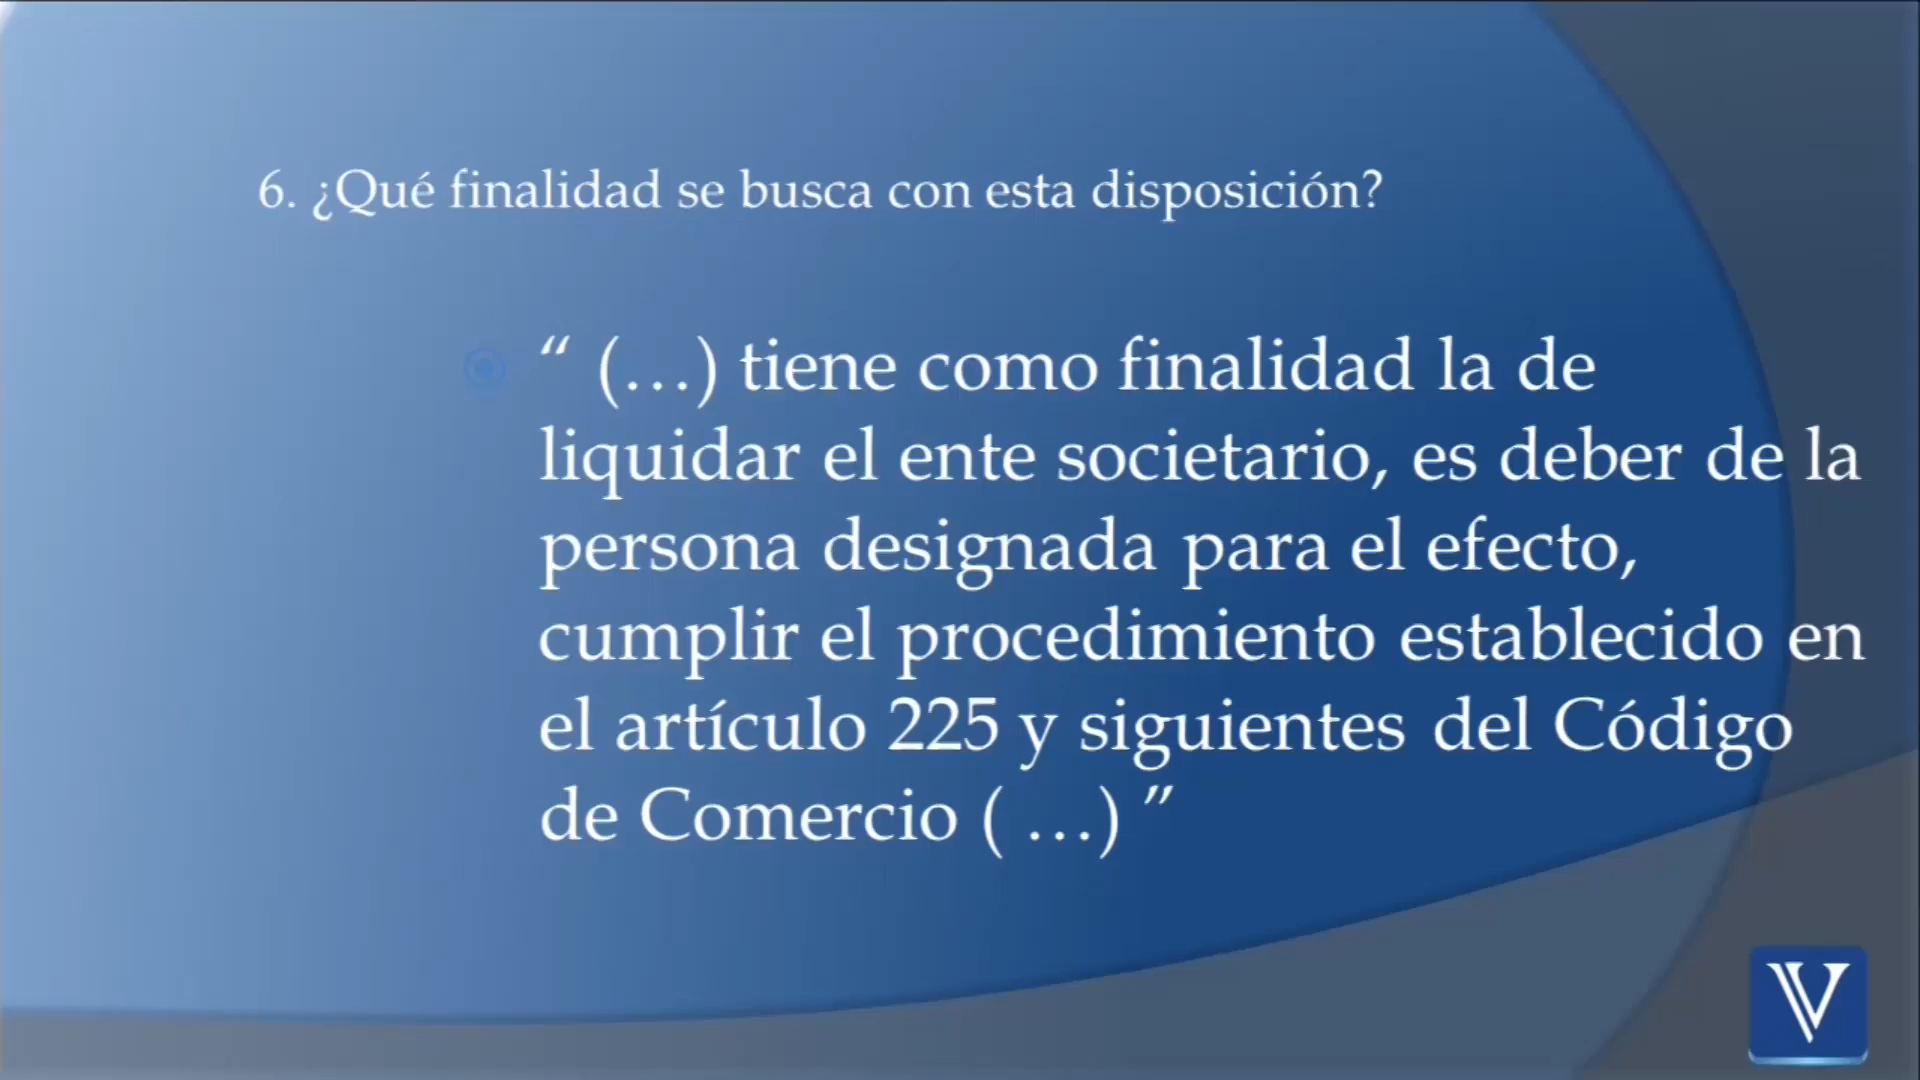 6. ¿Qué finalidad se busca con esta disposición?
“ (…) tiene como finalidad la de
liquidar el ente societario, es deber de la
persona designada para el efecto,
cumplir el procedimiento establecido en
el artículo 225 y siguientes del Código
de Comercio ( …) ”
V